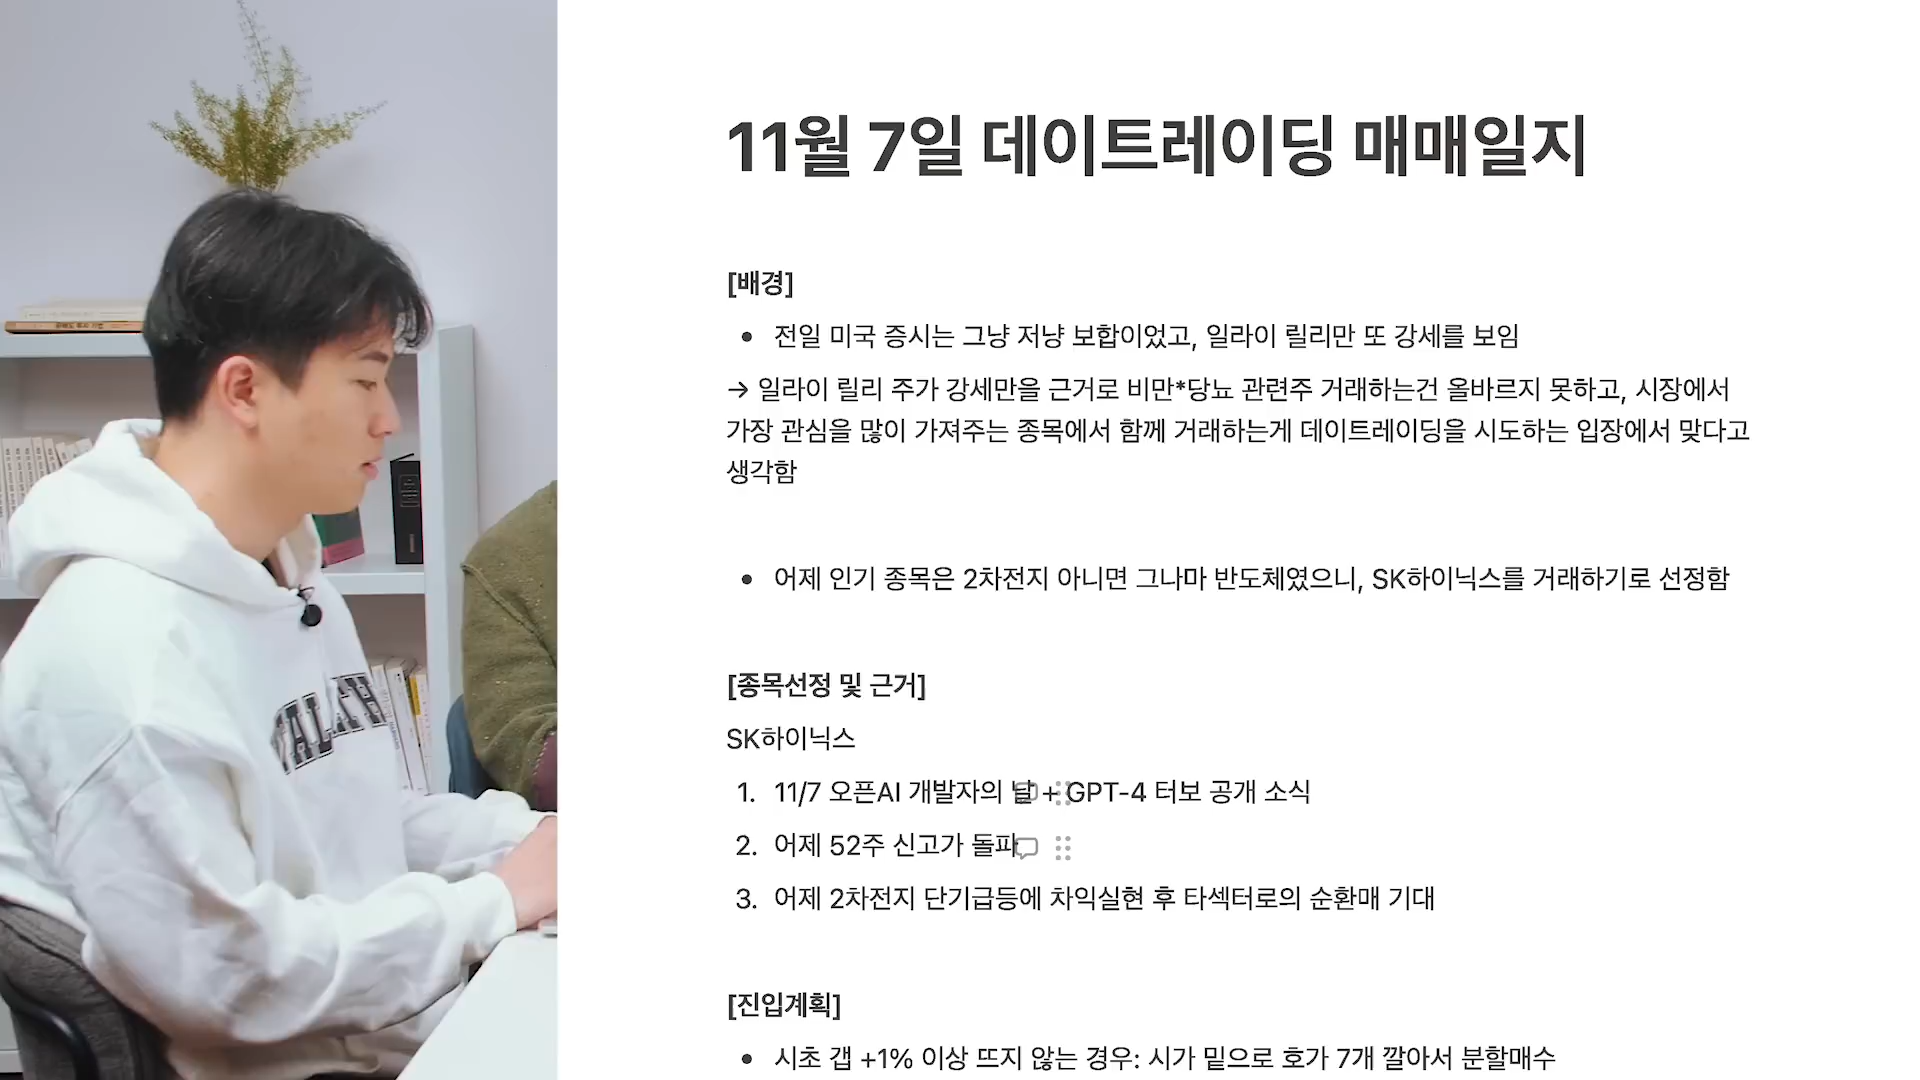 11월 7일 데이트레이딩 매매일지
[배경]
• 전일 미국 증시는 그냥 저냥 보합이었고, 일라이 릴리만 또 강세를 보임
→ 일라이 릴리 주가 강세만을 근거로 비만*당뇨 관련주 거래하는건 올바르지 못하고, 시장에서
가장 관심을 많이 가져주는 종목에서 함께 거래하는게 데이트레이딩을 시도하는 입장에서 맞다고
생각함
• 어제 인기 종목은 2차전지 아니면 그나마 반도체였으니, SK하이닉스를 거래하기로 선정함
[종목선정 및 근거]
SK하이닉스
1. 11/7 오픈AI 개발자의 날 + GPT-4 터보 공개 소식
2. 어제 52주 신고가 돌파
3. 어제 2차전지 단기급등에 차익실현 후 타섹터로의 순환매 기대
[진입계획]
• 시초 갭 +1% 이상 뜨지 않는 경우: 시가 밑으로 호가 7개 깔아서 분할매수